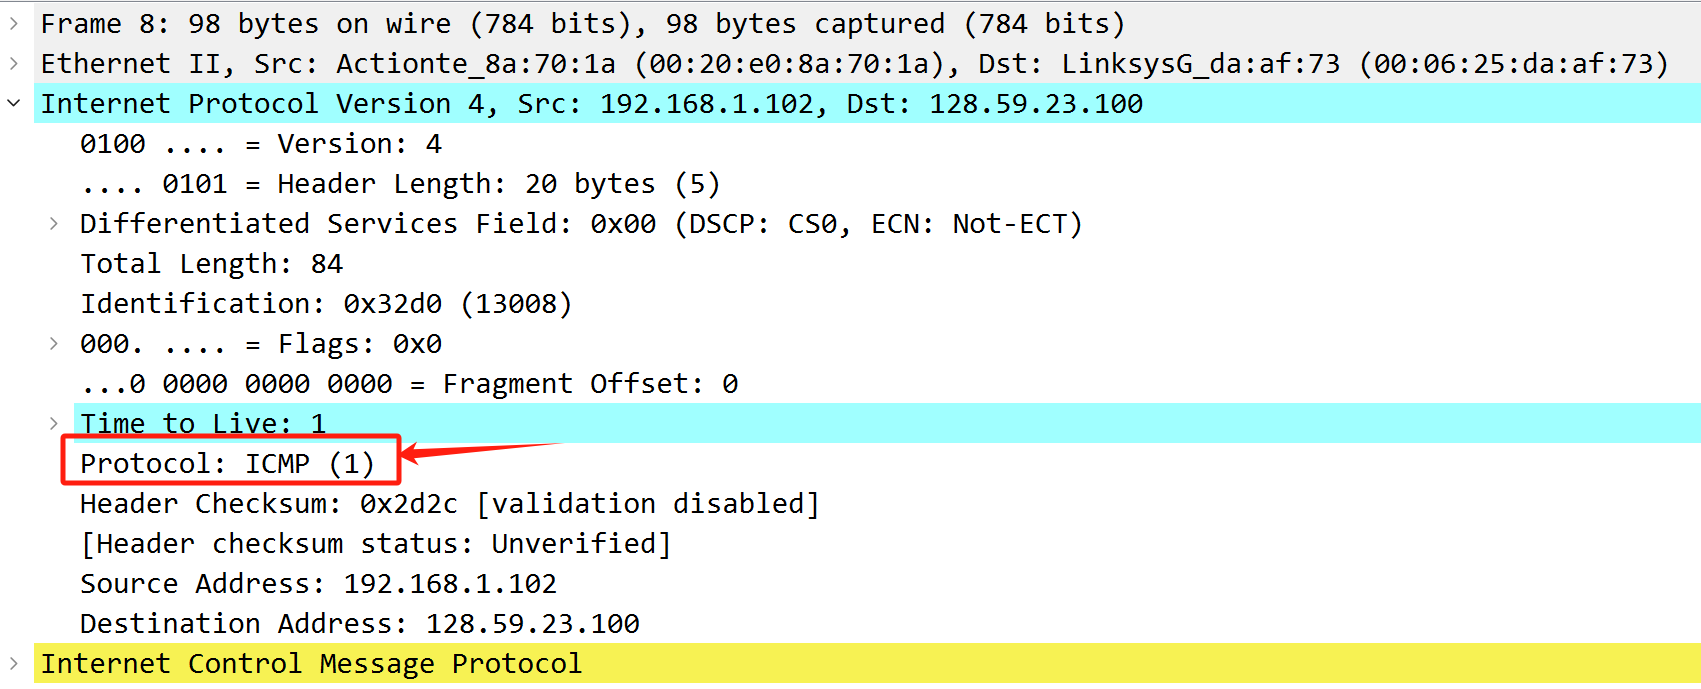 Frame 8: 98 bytes on wire (784 bits), 98 bytes captured (784 bits)
Ethernet II, Src: Actionte_8a:70:1a (00:20:e0:8a:70:1a), Dst: LinksysG_da:af:73 (00:06:25:da:af:73)
Internet Protocol Version 4, Src: 192.168.1.102, Dst: 128.59.23.100
0100 .... = Version: 4
.... 0101 = Header Length: 20 bytes (5)
Differentiated Services Field: 0x00 (DSCP: CS0, ECN: Not-ECT)
Total Length: 84
Identification: 0x32d0 (13008)
000. .... = Flags: 0x0
...0 0000 0000 0000 = Fragment Offset: 0
Time to Live: 1
Protocol: ICMP (1)
Header Checksum: 0x2d2c [validation disabled]
[Header checksum status: Unverified]
Source Address: 192.168.1.102
Destination Address: 128.59.23.100
Internet Control Message Protocol